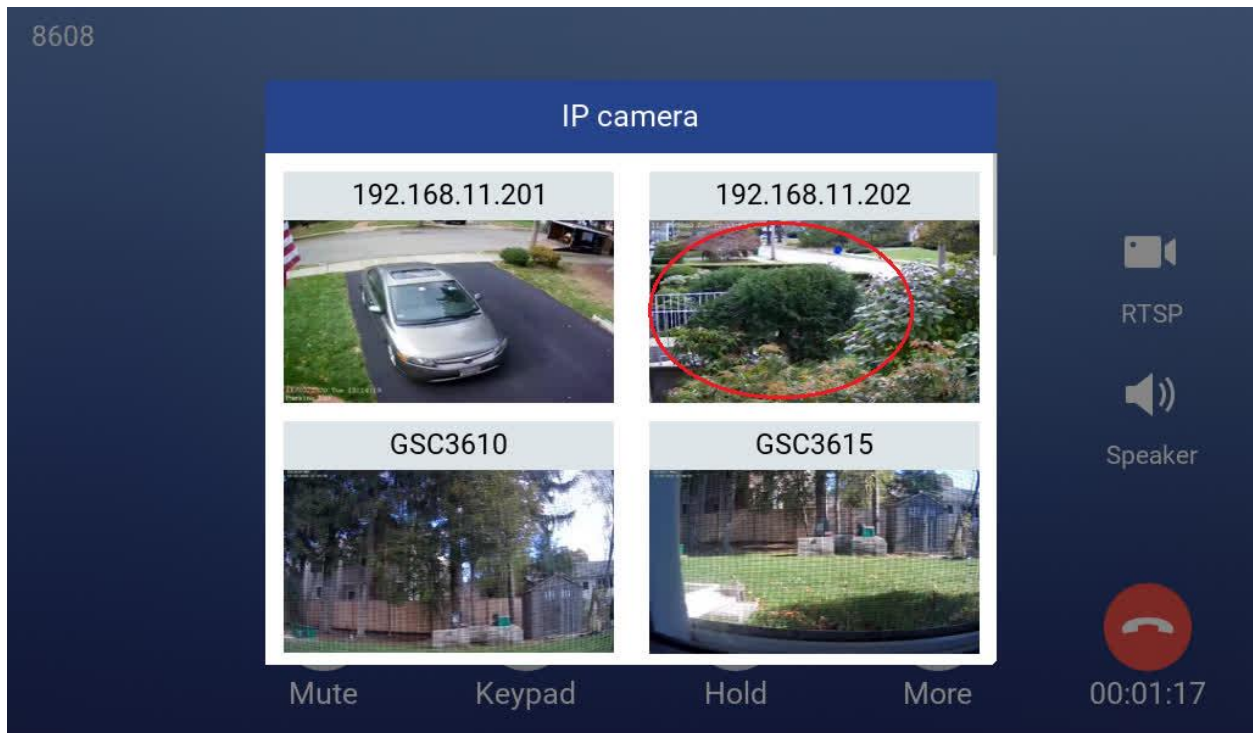 8608
IP camera
192.168.11.201
192.168.11.202
GSC3610
GSC3615
RTSP
Speaker
Mute
Keypad
Hold
More
00:01:17